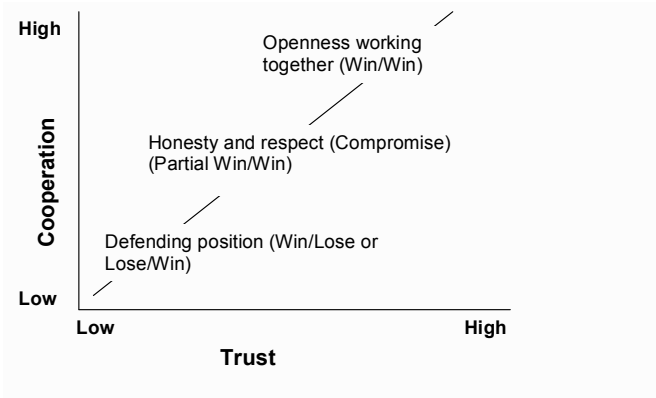 High
Openness working
together (Win/Win)
Honesty and respect (Compromise)
(Partial Win/Win)
Cooperation
Defending position (Win/Lose or
Lose/Win)
Low
Low
High
Trust